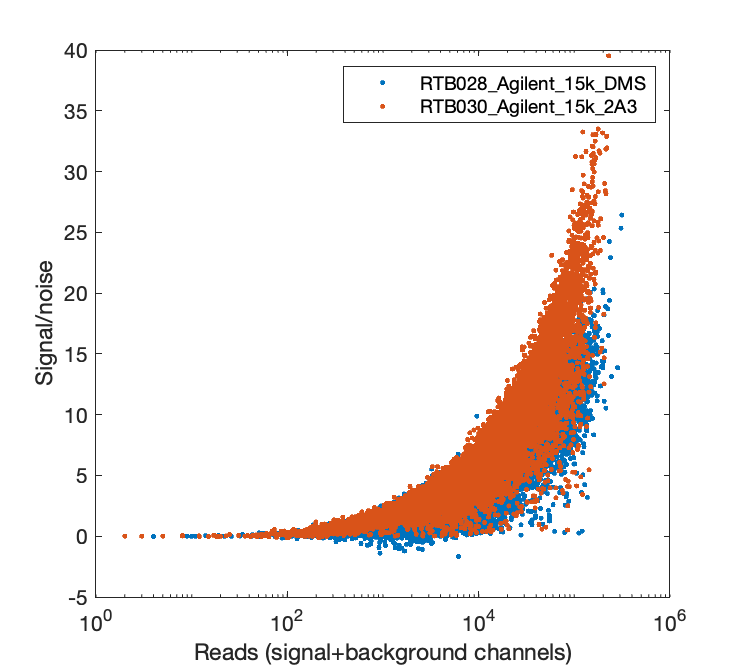 40
35
30
25
20
15
10
5
0
-5
Signal/noise
RTB028_Agilent_15k_DMS
RTB030_Agilent_15k_2A3
10^0 10^2 10^4 10^6
Reads (signal+background channels)